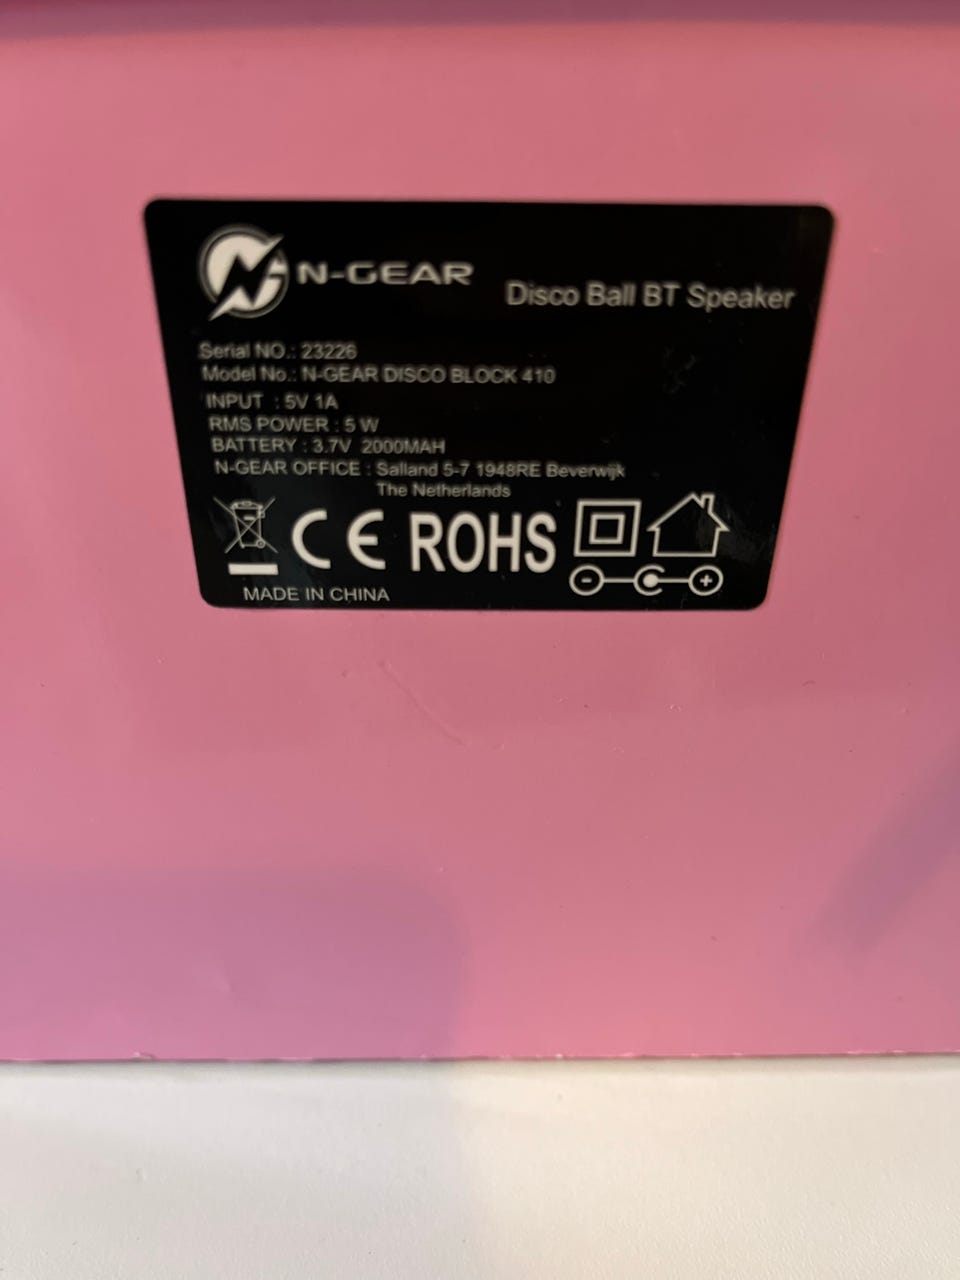 N-GEAR
Disco Ball BT Speaker
Serial NO.: 23226
Model No.: N-GEAR DISCO BLOCK 410
INPUT : 5V 1A
RMS POWER : 5 W
BATTERY : 3.7V 2000MAH
N-GEAR OFFICE : Salland 5-7 1948RE Beverwijk
The Netherlands
CE ROHS
- +
MADE IN CHINA